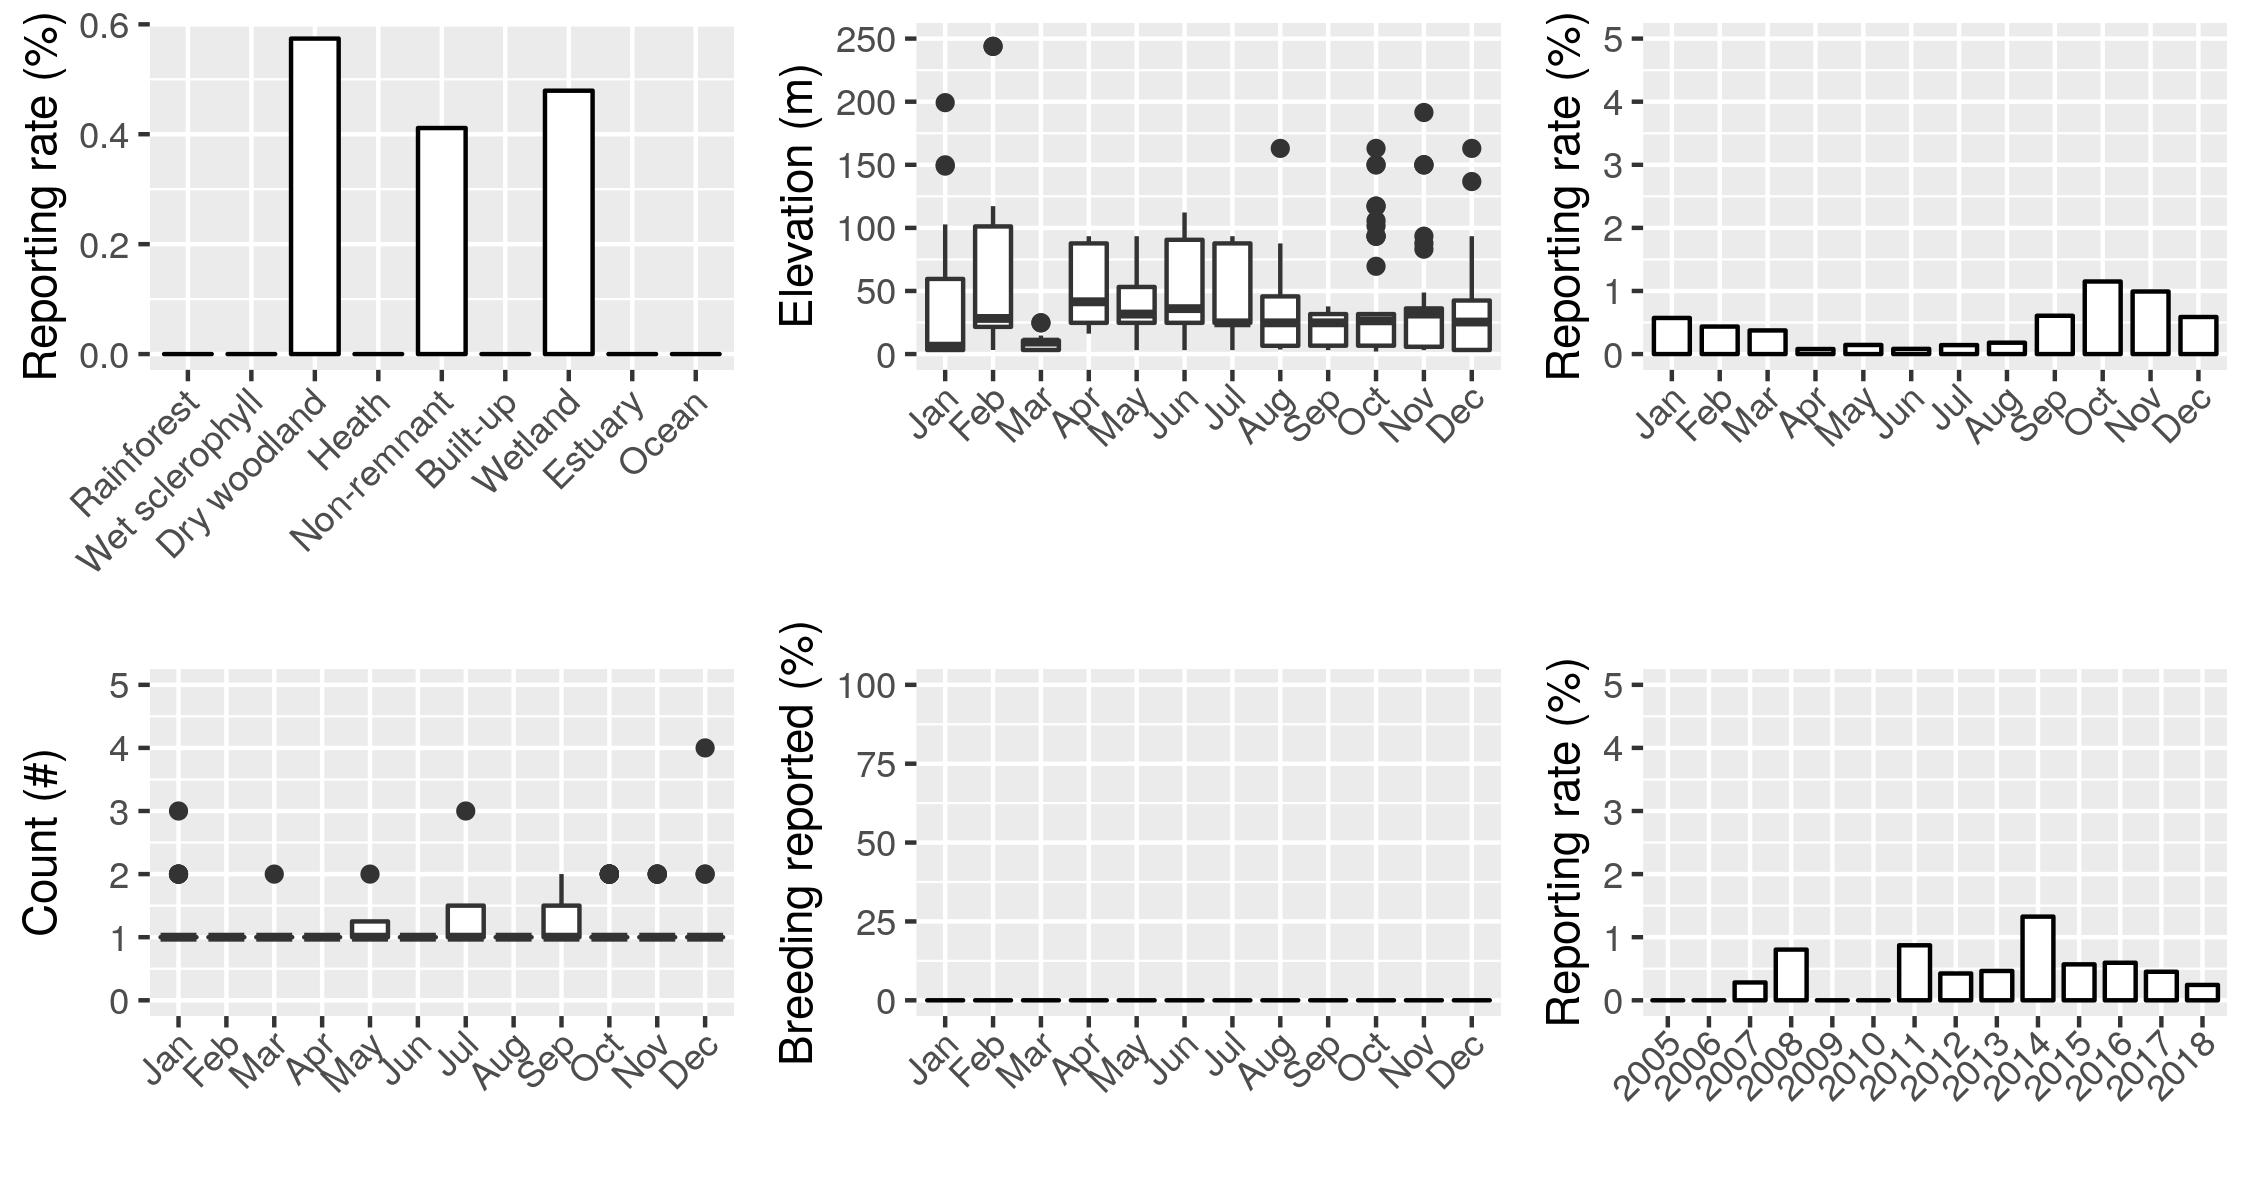 Reporting rate (%)
0.6
0.4
0.2
0.0
Rainforest
Wet sclerophyll
Dry woodland
Heath
Non-remnant
Built-up
Wetland
Estuary
Ocean
Elevation (m)
250
200
150
100
50
0
Jan
Feb
Mar
Apr
May
Jun
Jul
Aug
Sep
Oct
Nov
Dec
Reporting rate (%)
5
4
3
2
1
0
Jan
Feb
Mar
Apr
May
Jun
Jul
Aug
Sep
Oct
Nov
Dec
Count (#)
5
4
3
2
1
0
Jan
Feb
Mar
Apr
May
Jun
Jul
Aug
Sep
Oct
Nov
Dec
Breeding reported (%)
100
75
50
25
0
Jan
Feb
Mar
Apr
May
Jun
Jul
Aug
Sep
Oct
Nov
Dec
Reporting rate (%)
5
4
3
2
1
0
2005
2006
2007
2008
2009
2010
2011
2012
2013
2014
2015
2016
2017
2018